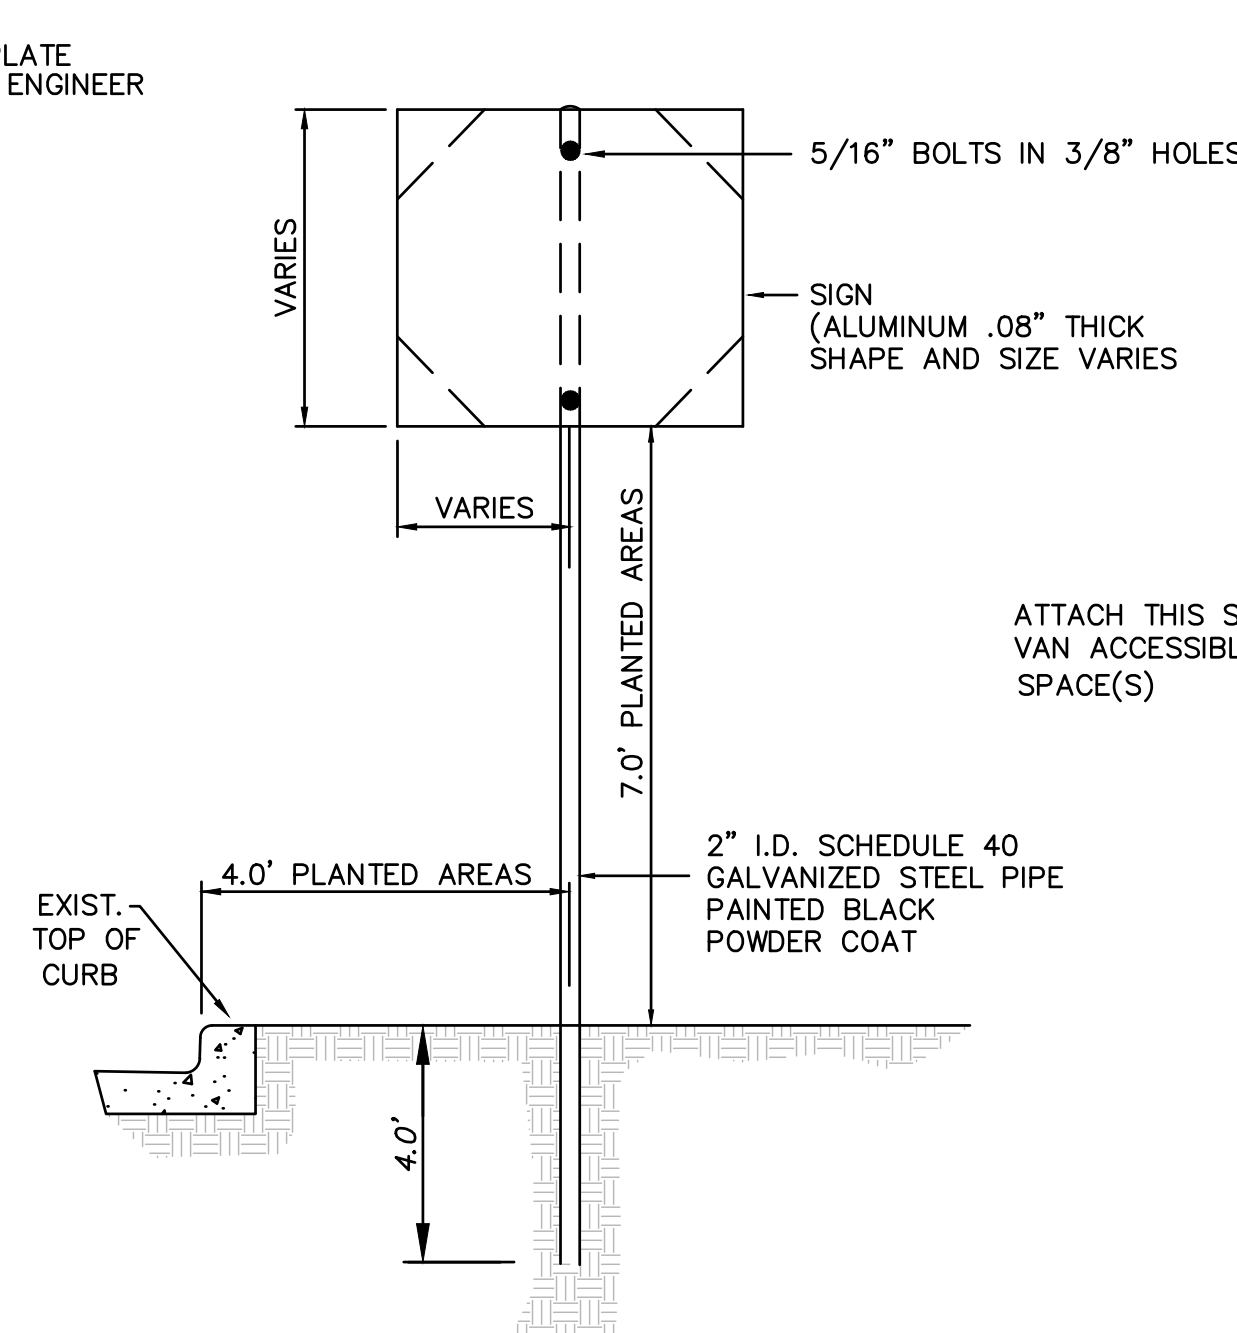 PLATE
ENGINEER
5/16” BOLTS IN 3/8” HOLES
VARIES
SIGN
(ALUMINUM .08” THICK
SHAPE AND SIZE VARIES
VARIES
7.0’ PLANTED AREAS
ATTACH THIS S
VAN ACCESSIBL
SPACE(S)
2” I.D. SCHEDULE 40
GALVANIZED STEEL PIPE
PAINTED BLACK
POWDER COAT
4.0’ PLANTED AREAS
EXIST.
TOP OF
CURB
4.0’